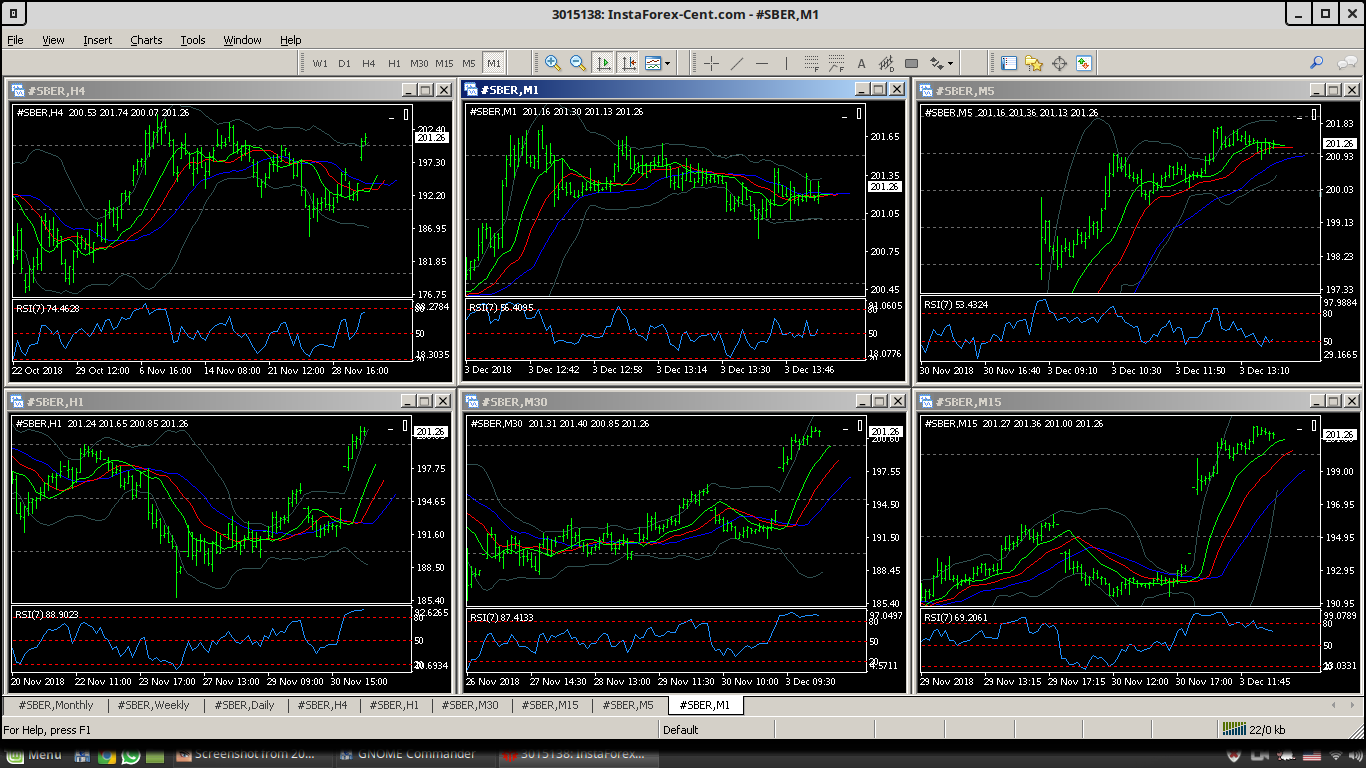 3015138: InstaForex-Cent.com - #SBER,M1
File View Insert Charts Tools Window Help
W1 D1 H4 H1 M30 M15 M5 M1
#SBER,H4
#SBER,H4 200.53 201.74 200.07 201.26
202.40
201.26
197.30
192.20
186.95
181.85
176.75
RSI(7) 74.4628
80
50
18.3035
22 Oct 2018 29 Oct 12:00 6 Nov 16:00 14 Nov 08:00 21 Nov 12:00 28 Nov 16:00
#SBER,M1
#SBER,M1 201.16 201.30 201.13 201.26
201.65
201.35
201.26
201.05
200.75
200.45
RSI(7) 56.4095
91.0605
80
50
18.0776
3 Dec 2018 3 Dec 12:42 3 Dec 12:58 3 Dec 13:14 3 Dec 13:30 3 Dec 13:46
#SBER,M5
#SBER,M5 201.16 201.36 201.13 201.26
201.83
201.26
200.93
200.03
199.13
198.23
197.33
RSI(7) 53.4324
97.9884
80
50
29.1665
30 Nov 2018 30 Nov 16:40 3 Dec 09:10 3 Dec 10:30 3 Dec 11:50 3 Dec 13:10
#SBER,H1
#SBER,H1 201.24 201.65 200.85 201.26
201.26
197.75
194.65
191.60
188.50
185.40
RSI(7) 88.9023
92.6265
80
50
20 Nov 2018 22 Nov 11:00 23 Nov 17:00 27 Nov 13:00 29 Nov 09:00 30 Nov 15:00
#SBER,M30
#SBER,M30 201.31 201.40 200.85 201.26
201.26
200.60
197.55
194.50
191.50
188.45
185.40
RSI(7) 87.4133
97.0497
80
50
26 Nov 2018 27 Nov 14:30 28 Nov 13:00 29 Nov 11:30 30 Nov 10:00 3 Dec 09:30
#SBER,M15
#SBER,M15 201.27 201.36 201.00 201.26
201.26
199.00
196.95
194.95
192.95
190.95
RSI(7) 69.2061
99.0789
80
50
29 Nov 2018 29 Nov 13:15 29 Nov 17:15 30 Nov 12:00 30 Nov 17:00 3 Dec 11:45
#SBER,Monthly #SBER,Weekly #SBER,Daily #SBER,H4 #SBER,H1 #SBER,M30 #SBER,M15 #SBER,M5 #SBER,M1
For Help, press F1 Default 22/0 kb
Menu Screenshot from 20... GNOME Commander 3015138: InstaForex...